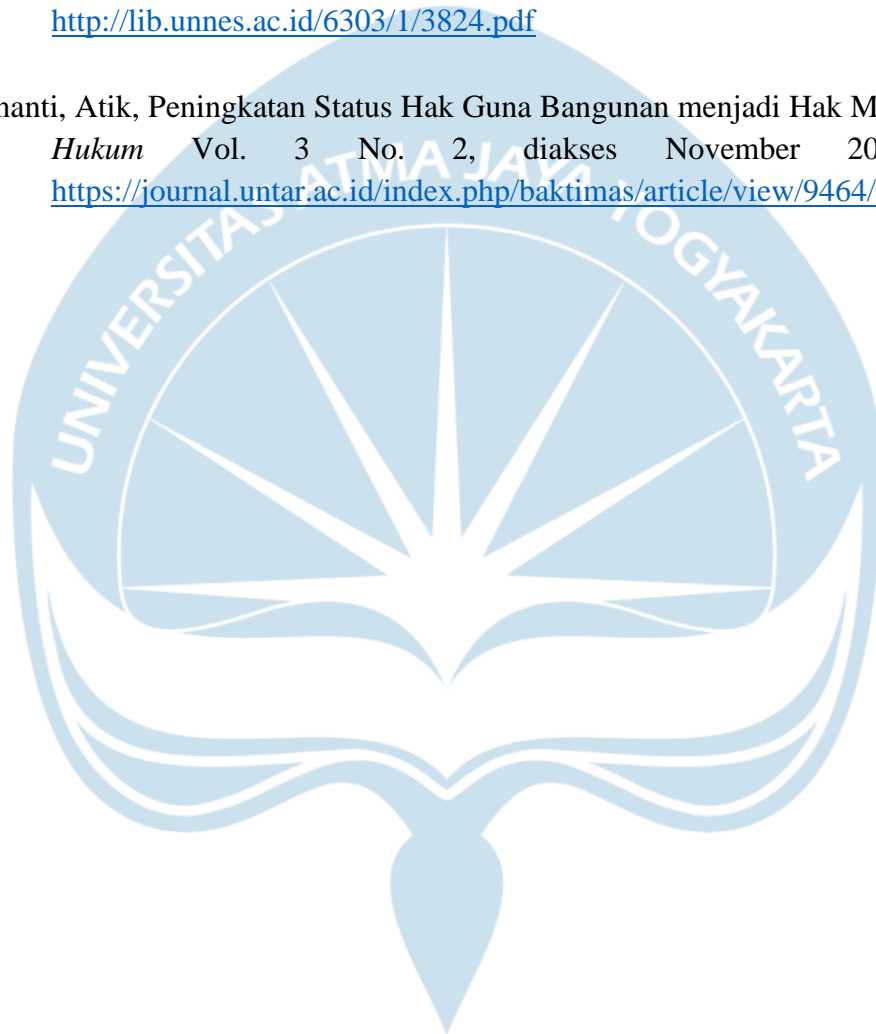 http://lib.unnes.ac.id/6303/1/3824.pdf
nanti, Atik, Peningkatan Status Hak Guna Bangunan menjadi Hak M
Hukum Vol. 3 No. 2, diakses November 20
https://journal.untar.ac.id/index.php/baktimas/article/view/9464/
UNIVERSITAS ATMA JAYA YOGYAKARTA